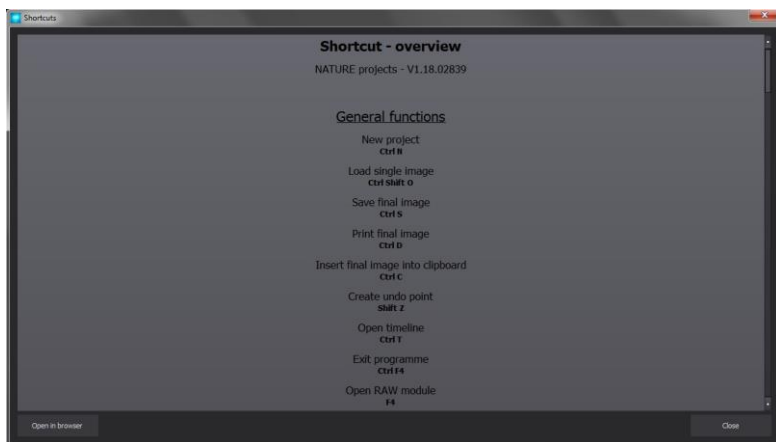 Shortcuts
Shortcut - overview
NATURE projects - V1.18.02839
General functions
New project
Ctrl N
Load single image
Ctrl Shift O
Save final image
Ctrl S
Print final image
Ctrl D
Insert final image into clipboard
Ctrl C
Create undo point
Shift Z
Open timeline
Ctrl T
Exit programme
Ctrl F4
Open RAW module
F4
Open in browser
Close